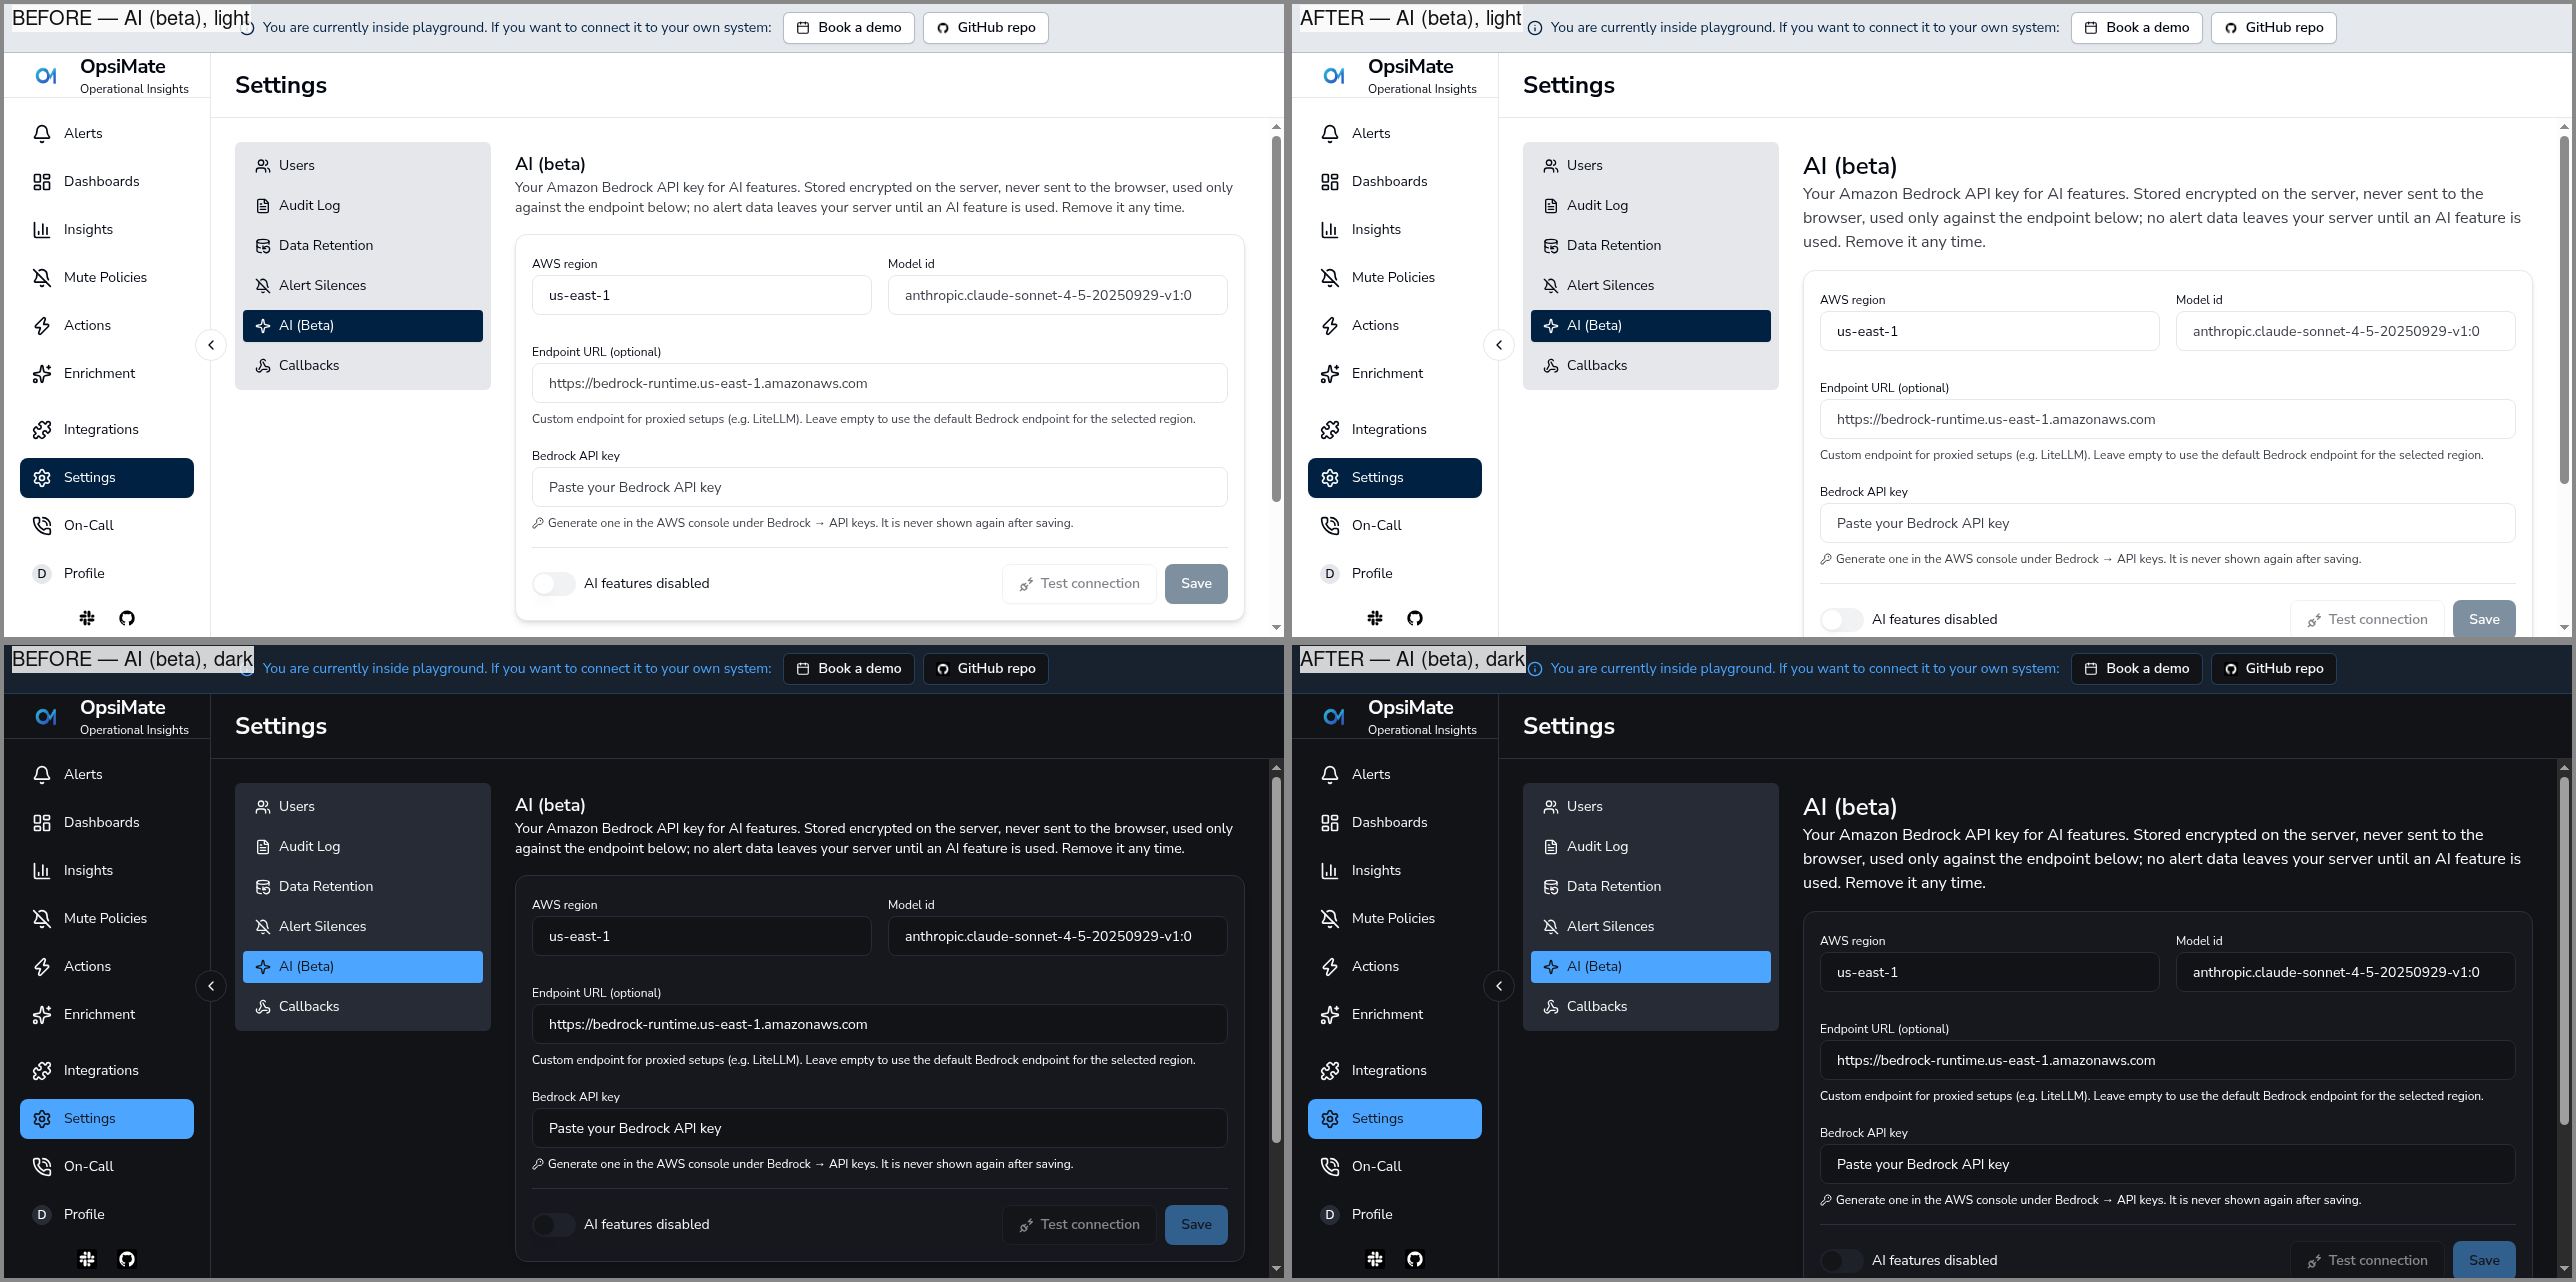 BEFORE — AI (beta), light
You are currently inside playground. If you want to connect it to your own system:
Book a demo
GitHub repo
OpsiMate
Operational Insights
Settings
Alerts
Dashboards
Insights
Mute Policies
Actions
Enrichment
Integrations
Settings
On-Call
D Profile
Users
Audit Log
Data Retention
Alert Silences
AI (Beta)
Callbacks
AI (beta)
Your Amazon Bedrock API key for AI features. Stored encrypted on the server, never sent to the browser, used only
against the endpoint below; no alert data leaves your server until an AI feature is used. Remove it any time.
AWS region
Model id
us-east-1
anthropic.claude-sonnet-4-5-20250929-v1:0
Endpoint URL (optional)
https://bedrock-runtime.us-east-1.amazonaws.com
Custom endpoint for proxied setups (e.g. LiteLLM). Leave empty to use the default Bedrock endpoint for the selected region.
Bedrock API key
Paste your Bedrock API key
Generate one in the AWS console under Bedrock → API keys. It is never shown again after saving.
AI features disabled
Test connection
Save
AFTER — AI (beta), light
You are currently inside playground. If you want to connect it to your own system:
Book a demo
GitHub repo
OpsiMate
Operational Insights
Settings
Alerts
Dashboards
Insights
Mute Policies
Actions
Enrichment
Integrations
Settings
On-Call
D Profile
Users
Audit Log
Data Retention
Alert Silences
AI (Beta)
Callbacks
AI (beta)
Your Amazon Bedrock API key for AI features. Stored encrypted on the server, never sent to the
browser, used only against the endpoint below; no alert data leaves your server until an AI feature is
used. Remove it any time.
AWS region
Model id
us-east-1
anthropic.claude-sonnet-4-5-20250929-v1:0
Endpoint URL (optional)
https://bedrock-runtime.us-east-1.amazonaws.com
Custom endpoint for proxied setups (e.g. LiteLLM). Leave empty to use the default Bedrock endpoint for the selected region.
Bedrock API key
Paste your Bedrock API key
Generate one in the AWS console under Bedrock → API keys. It is never shown again after saving.
AI features disabled
Test connection
Save
BEFORE — AI (beta), dark
You are currently inside playground. If you want to connect it to your own system:
Book a demo
GitHub repo
OpsiMate
Operational Insights
Settings
Alerts
Dashboards
Insights
Mute Policies
Actions
Enrichment
Integrations
Settings
On-Call
D Profile
Users
Audit Log
Data Retention
Alert Silences
AI (Beta)
Callbacks
AI (beta)
Your Amazon Bedrock API key for AI features. Stored encrypted on the server, never sent to the browser, used only
against the endpoint below; no alert data leaves your server until an AI feature is used. Remove it any time.
AWS region
Model id
us-east-1
anthropic.claude-sonnet-4-5-20250929-v1:0
Endpoint URL (optional)
https://bedrock-runtime.us-east-1.amazonaws.com
Custom endpoint for proxied setups (e.g. LiteLLM). Leave empty to use the default Bedrock endpoint for the selected region.
Bedrock API key
Paste your Bedrock API key
Generate one in the AWS console under Bedrock → API keys. It is never shown again after saving.
AI features disabled
Test connection
Save
AFTER — AI (beta), dark
You are currently inside playground. If you want to connect it to your own system:
Book a demo
GitHub repo
OpsiMate
Operational Insights
Settings
Alerts
Dashboards
Insights
Mute Policies
Actions
Enrichment
Integrations
Settings
On-Call
D Profile
Users
Audit Log
Data Retention
Alert Silences
AI (Beta)
Callbacks
AI (beta)
Your Amazon Bedrock API key for AI features. Stored encrypted on the server, never sent to the
browser, used only against the endpoint below; no alert data leaves your server until an AI feature is
used. Remove it any time.
AWS region
Model id
us-east-1
anthropic.claude-sonnet-4-5-20250929-v1:0
Endpoint URL (optional)
https://bedrock-runtime.us-east-1.amazonaws.com
Custom endpoint for proxied setups (e.g. LiteLLM). Leave empty to use the default Bedrock endpoint for the selected region.
Bedrock API key
Paste your Bedrock API key
Generate one in the AWS console under Bedrock → API keys. It is never shown again after saving.
AI features disabled
Test connection
Save